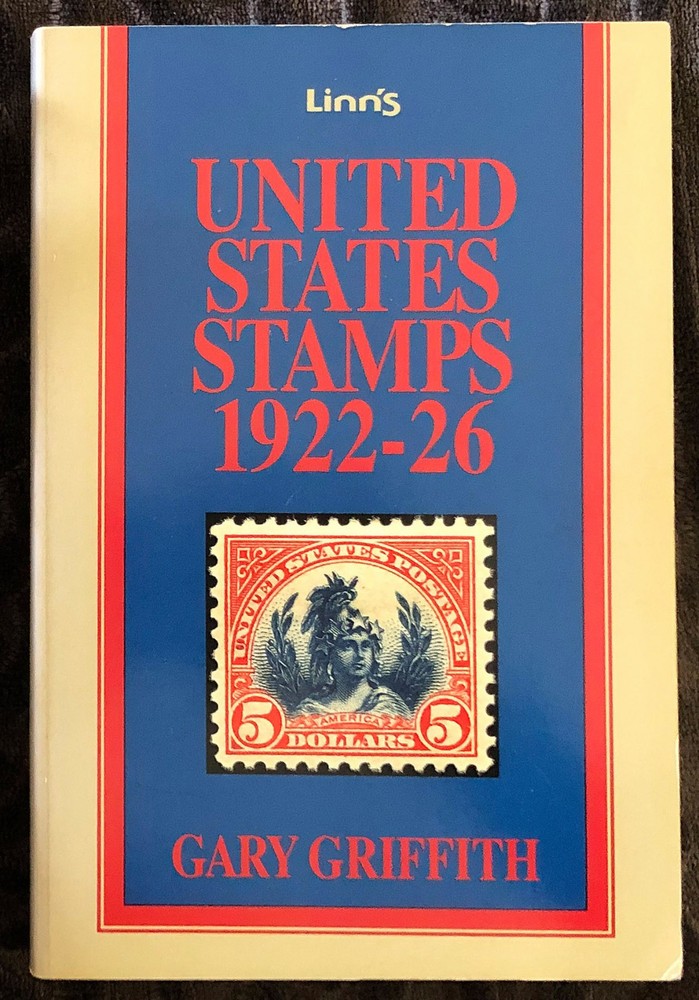 Linn's
UNITED
STATES
STAMPS
1922-26
UNITED STATES POSTAGE
AMERICA
5 5
DOLLARS
GARY GRIFFITH